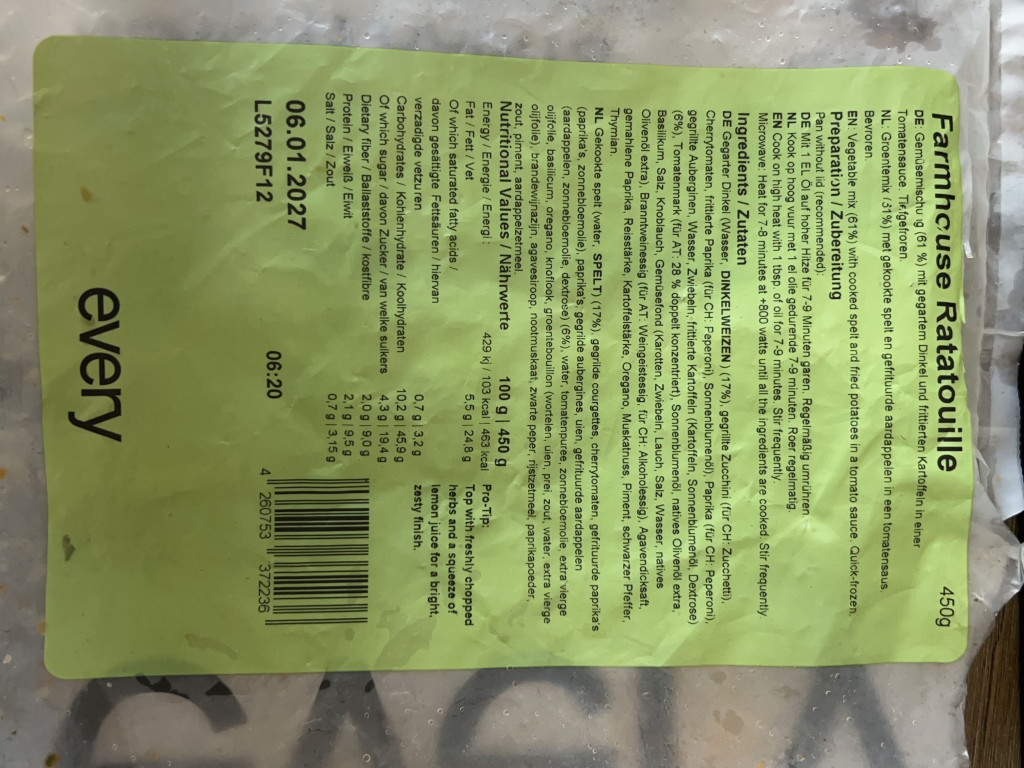 Farmhouse Ratatouille 450g
DE: Gemüsemischung (61 %) mit gegartem Dinkel und frittierten Kartoffeln in einer
Tomatensauce. Tiefgefroren.
NL: Groentemix (31%) met gekookte spelt en gefrituurde aardappelen in een tomatensaus.
Bevroren.
EN: Vegetable mix (61%) with cooked spelt and fried potatoes in a tomato sauce. Quick-frozen.
Preparation / Zubereitung
Pan without lid (recommended):
DE Mit 1 EL Öl auf hoher Hitze für 7-9 Minuten garen. Regelmäßig umrühren
NL Kook op hoog vuur met 1 el olie gedurende 7-9 minuten. Roer regelmatig.
EN Cook on high heat with 1 tbsp. of oil for 7-9 minutes. Stir frequently.
Microwave: Heat for 7-8 minutes at +800 watts until all the ingredients are cooked. Stir frequently.
Ingredients / Zutaten
DE Gegarter Dinkel (Wasser, DINKELWEIZEN) (17%), gegrillte Zucchini (für CH: Zucchetti),
Cherrytomaten, frittierte Paprika (für CH: Peperoni) Sonnenblumenöl), Paprika (für CH: Peperoni),
gegrillte Auberginen, Wasser, Zwiebeln, frittierte Kartoffeln (Kartoffeln, Sonnenblumenöl, Dextrose)
(6%), Tomatenmark (für AT: 28 % doppelt konzentriert), Sonnenblumenöl, natives Olivenöl extra,
Basilikum, Salz, Knoblauch, Gemüsefond (Karotten, Zwiebeln, Lauch, Salz, Wasser, natives
Olivenöl extra), Branntweinessig (für AT: Weingeistessig, für CH: Alkoholessig), Agavendicksaft,
gemahlene Paprika, Reisstärke, Kartoffelstärke, Oregano, Muskatnuss, Piment, schwarzer Pfeffer,
Thymian.
NL Gekookte spelt (water, SPELT) (17%), gegrilde courgettes, cherrytomaten, gefrituurde paprika's
(paprika's, zonnebloemolie), paprika's, gegrilde aubergines, uien, gefrituurde aardappelen
(aardappelen, zonnebloemolie, dextrose) (6%), water, tomatenpuree, zonnebloemolie, extra vierge
olijfolie, basilicum, oregano, knoflook, groentebouillon (wortelen, uien, prei, zout, water, extra vierge
olijfolie), brandewijnazijn, agavesiroop, nootmuskaat, zwarte peper, rijstzetmeel, paprikapoeder,
zout, piment, aardappelzetmeel.
Nutritional Values / Nährwerte 100 g | 450 g
Energy / Energie / Energi: 429 kj / 103 kcal | 463 kcal
Fat / Fett / Vet 5,5 g | 24,8 g
Of which saturated fatty acids /
davon gesättigte Fettsäuren / hiervan
verzadigde vetzuren 0,7 g | 3,2 g
Carbohydrates / Kohlenhydrate / Koolhydraten 10,2 g | 45,9 g
Of which sugar / davon Zucker / van welke suikers 4,3 g | 19,4 g
Dietary fiber / Ballaststoffe / kostfibre 2,0 g | 9,0 g
Protein / Eiweiß / Eiwit 2,1 g | 9,5 g
Salt / Salz / Zout 0,7 g | 3,15 g
Pro-Tip:
Top with freshly chopped
herbs and a squeeze of
lemon juice for a bright,
zesty finish.
06.01.2027 06:20
L5279F12
4 260753 372236
every